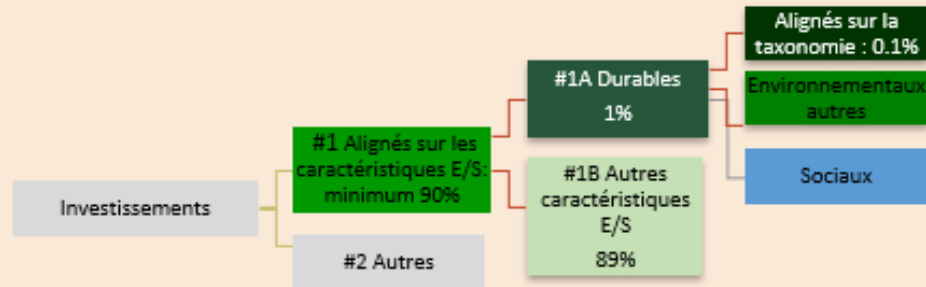 Investissements
#1 Alignés sur les
caractéristiques E/S:
minimum 90%
#2 Autres
#1A Durables
1%
#1B Autres
caractéristiques
E/S
89%
Alignés sur la
taxonomie : 0.1%
Environnementaux
autres
Sociaux